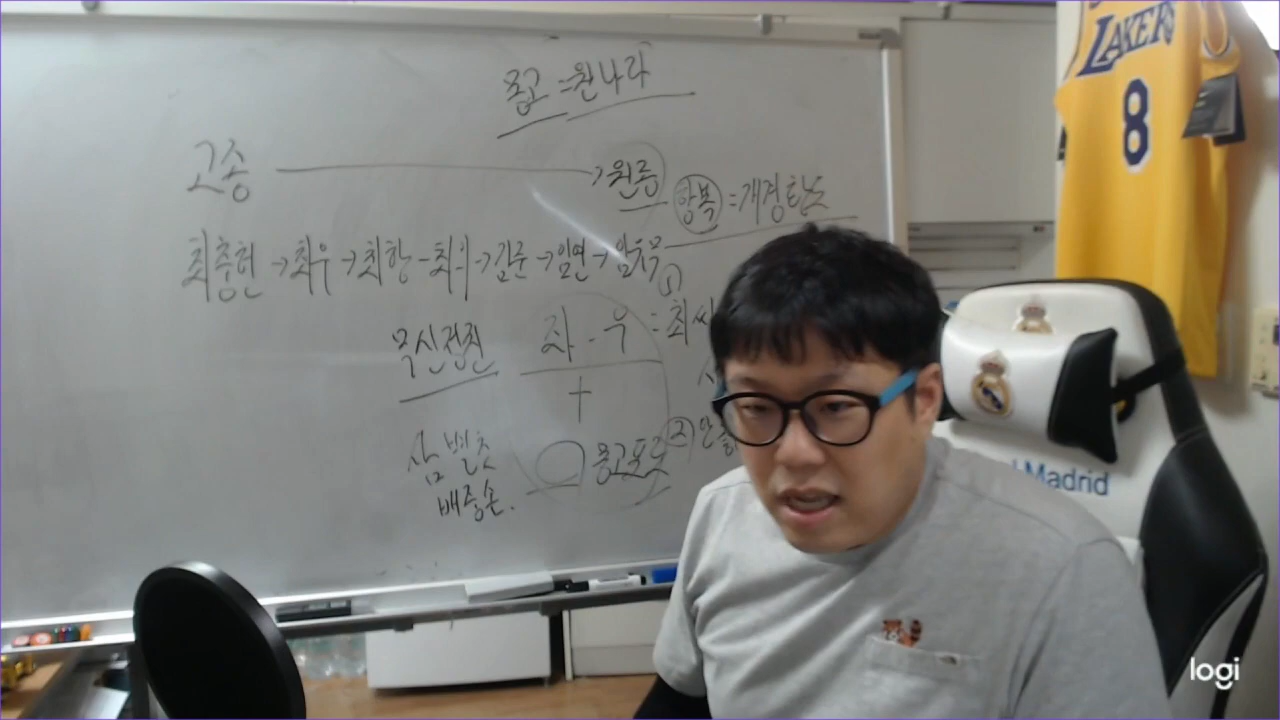 몽고 = 원나라
고종 → 원종 항복 = 개경환도
최충헌 → 최우 → 최항 - 최의 → 김준 → 임연 → 임유무
무신정권 좌 - 우 = ① 최씨
+
삼별초 몽고포로 ②
배중손.
LAKERS
8
Madrid
logi